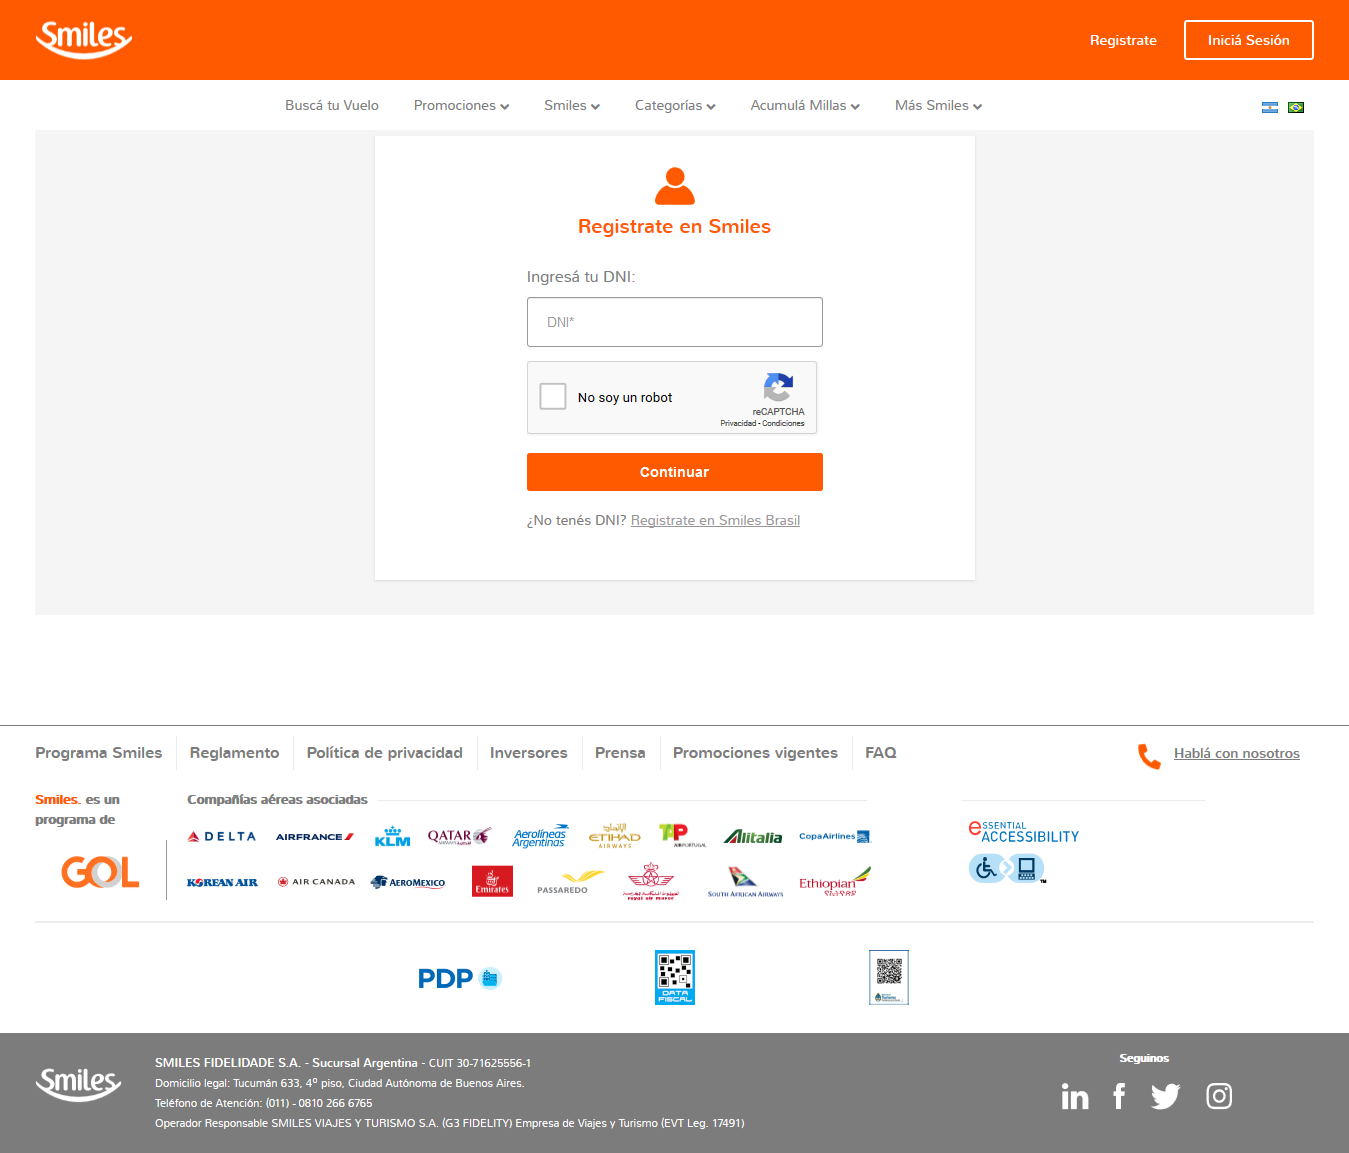 Smiles
Registrate
Iniciá Sesión
Buscá tu Vuelo
Promociones
Smiles
Categorías
Acumulá Millas
Más Smiles
Registrate en Smiles
Ingresá tu DNI:
DNI*
No soy un robot
reCAPTCHA
Privacidad - Condiciones
Continuar
¿No tenés DNI? Registrate en Smiles Brasil
Programa Smiles
Reglamento
Política de privacidad
Inversores
Prensa
Promociones vigentes
FAQ
Hablá con nosotros
Smiles. es un
programa de
GOL
Compañías aéreas asociadas
DELTA
AIRFRANCE
KLM
QATAR
AIRWAYS القطرية
Aerolíneas
Argentinas
ETIHAD
AIRWAYS
TAP
AIR PORTUGAL
Alitalia
CopaAirlines
KOREAN AIR
AIR CANADA
AEROMEXICO
Emirates
PASSAREDO
royal air maroc
SOUTH AFRICAN AIRWAYS
Ethiopian
የኢትዮጵያ
eSSENTIAL
ACCESSIBILITY
TM
PDP
DATA
FISCAL
Turismo
Smiles
SMILES FIDELIDADE S.A. - Sucursal Argentina - CUIT 30-71625556-1
Domicilio legal: Tucumán 633, 4º piso, Ciudad Autónoma de Buenos Aires.
Teléfono de Atención: (011) - 0810 266 6765
Operador Responsable SMILES VIAJES Y TURISMO S.A. (G3 FIDELITY) Empresa de Viajes y Turismo (EVT Leg. 17491)
Seguinos